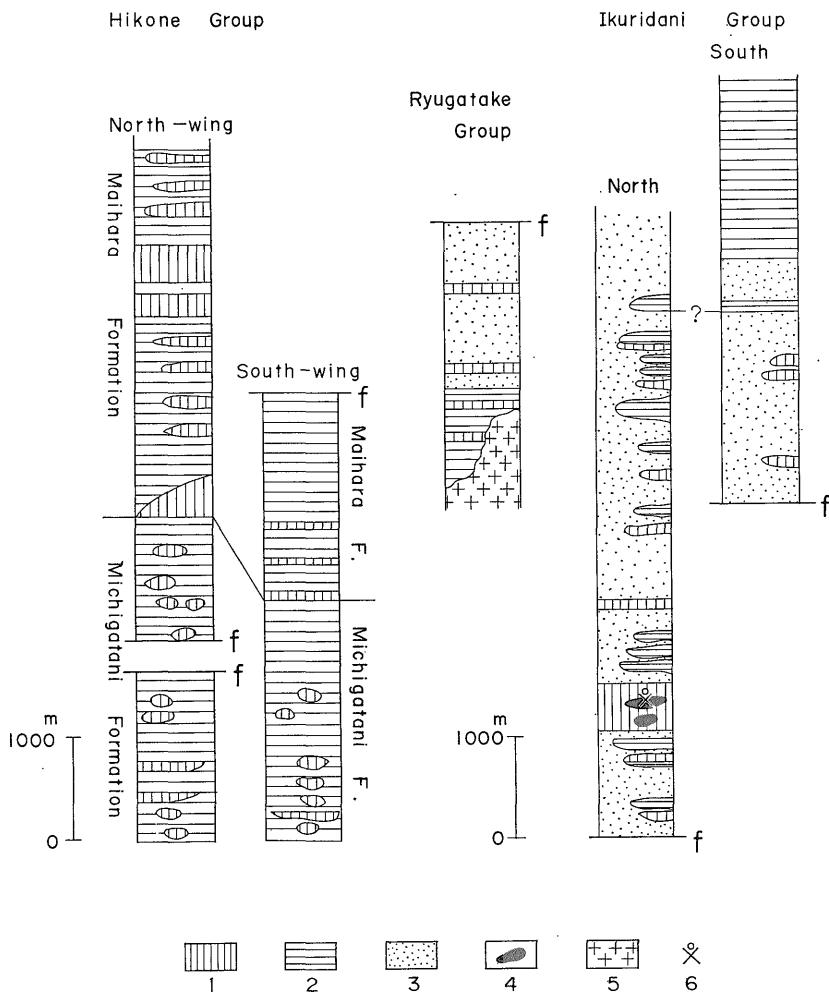 Hikone Group
North-wing
Maihara Formation
f
Michigatani Formation
f
m
1000
0
South-wing
f
Maihara F.
Michigatani F.
Ryugatake
Group
f
m
1000
0
Ikuridani Group
South
North
?
f
f
1 2 3 4 5 6